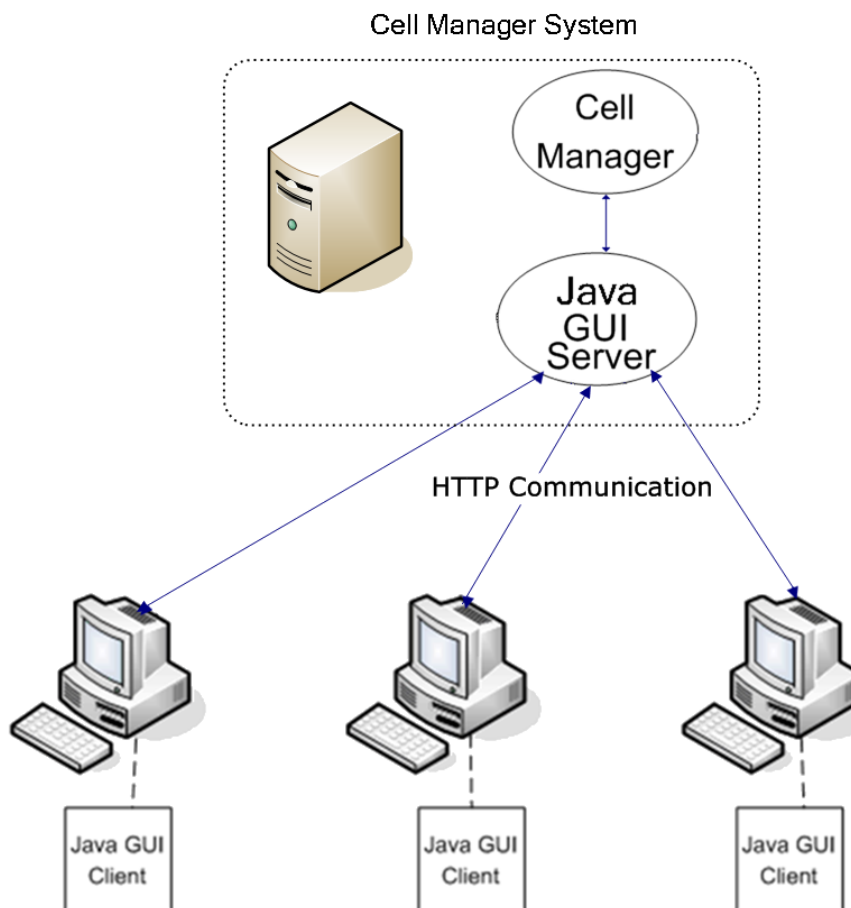 Cell Manager System
Cell
Manager
Java
GUI
Server
HTTP Communication
Java GUI
Client
Java GUI
Client
Java GUI
Client